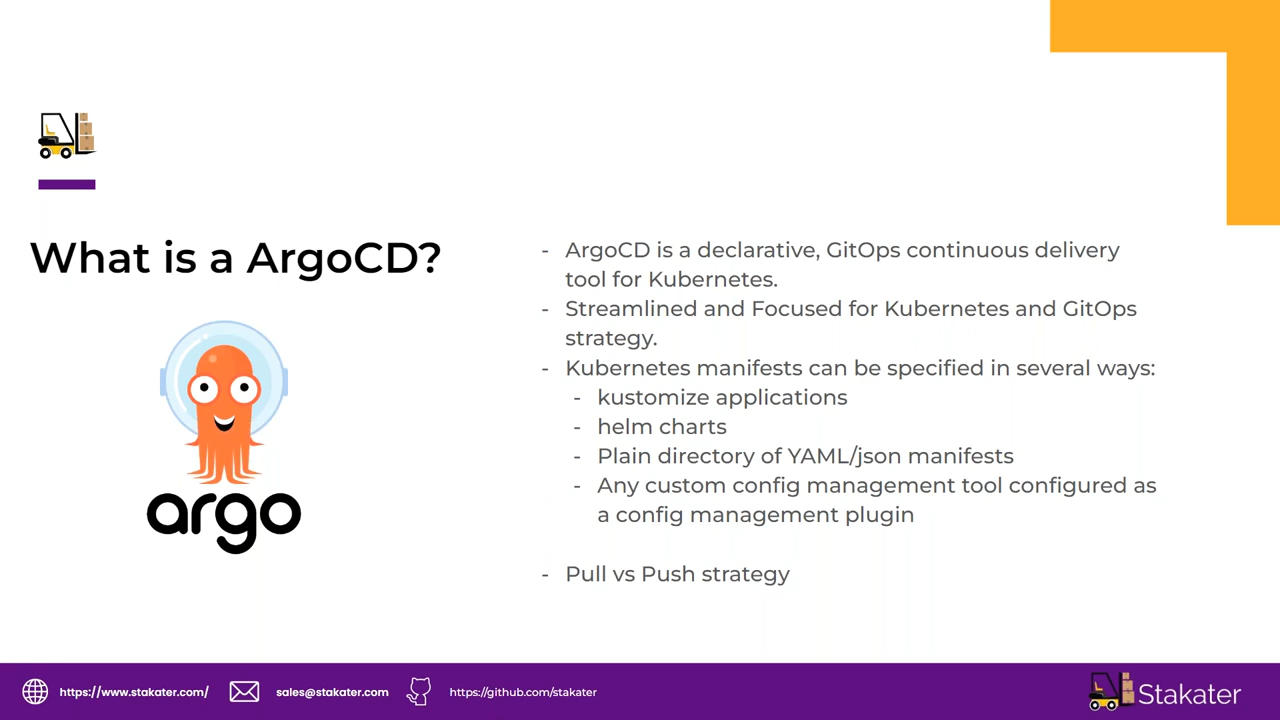 What is a ArgoCD?
argo
- ArgoCD is a declarative, GitOps continuous delivery
tool for Kubernetes.
- Streamlined and Focused for Kubernetes and GitOps
strategy.
- Kubernetes manifests can be specified in several ways:
- kustomize applications
- helm charts
- Plain directory of YAML/json manifests
- Any custom config management tool configured as
a config management plugin
- Pull vs Push strategy
https://www.stakater.com/ sales@stakater.com https://github.com/stakater Stakater